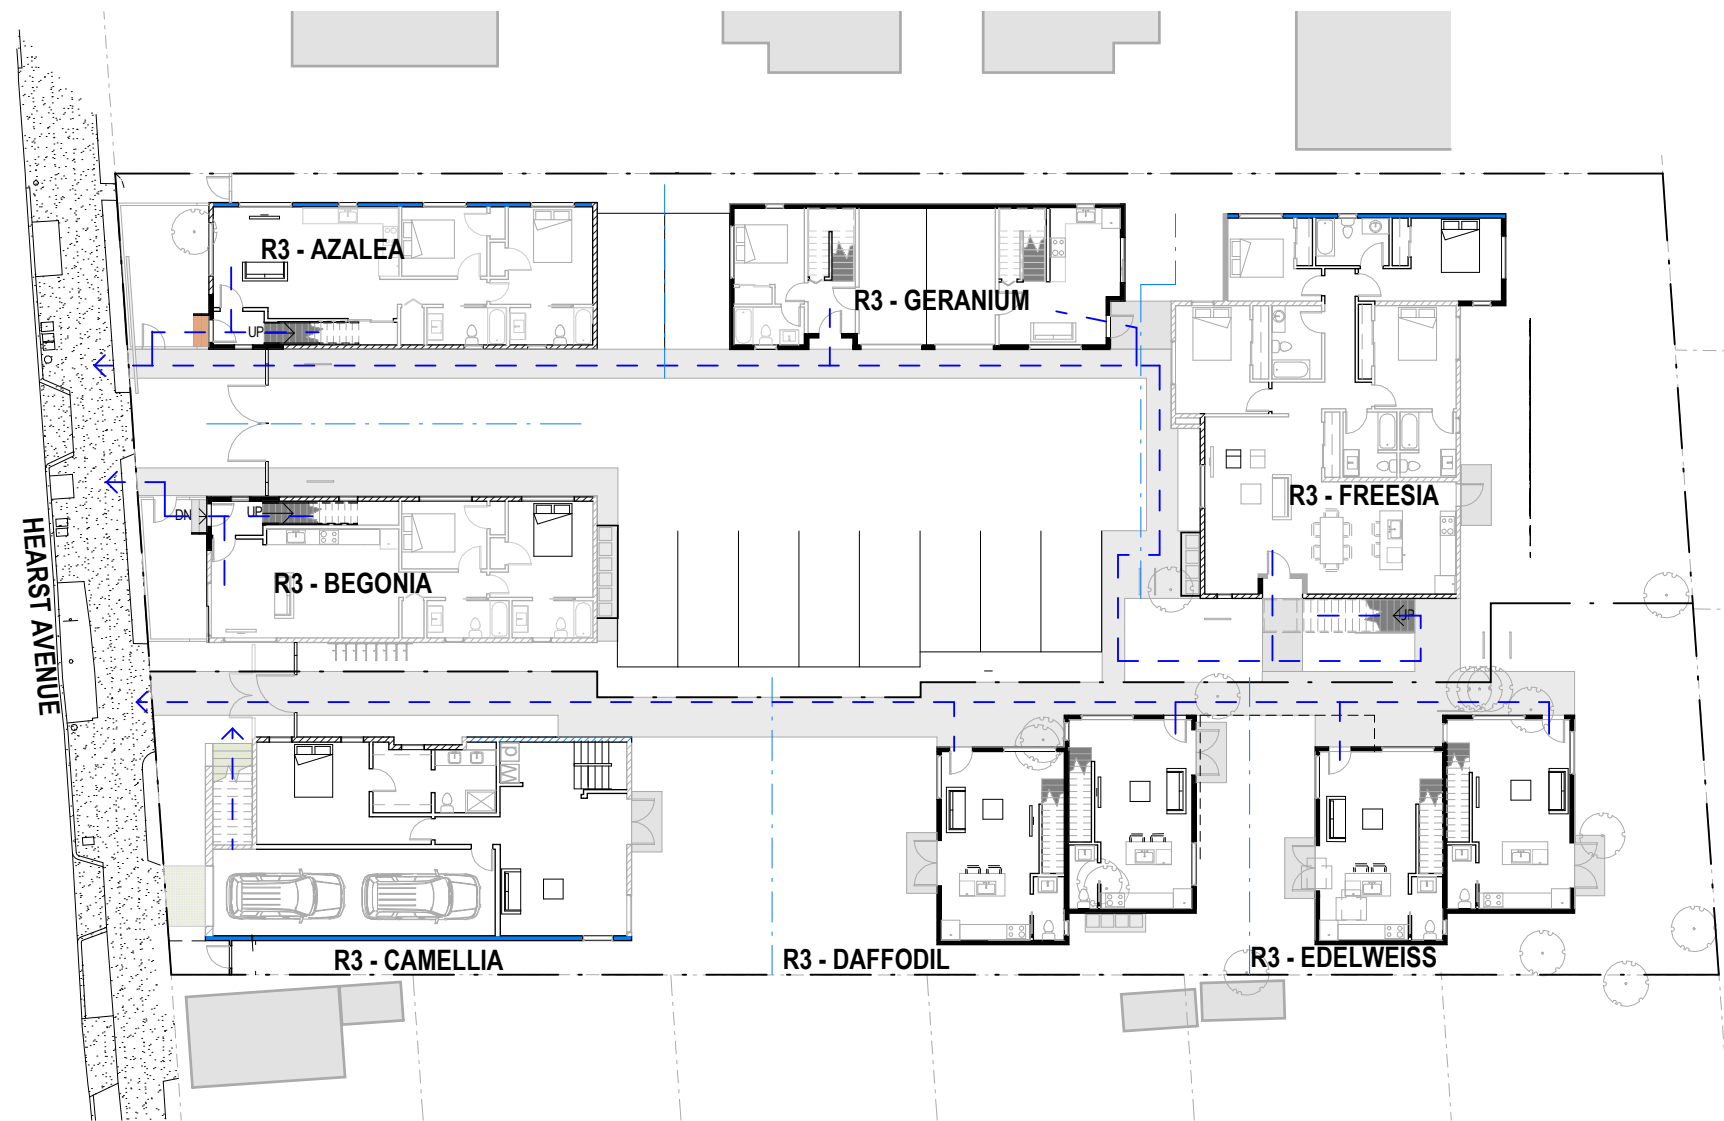 R3 - AZALEA
R3 - GERANIUM
UP
R3 - FREESIA
DN
UP
R3 - BEGONIA
UP
HEARST AVENUE
R3 - CAMELLIA
R3 - DAFFODIL
R3 - EDELWEISS